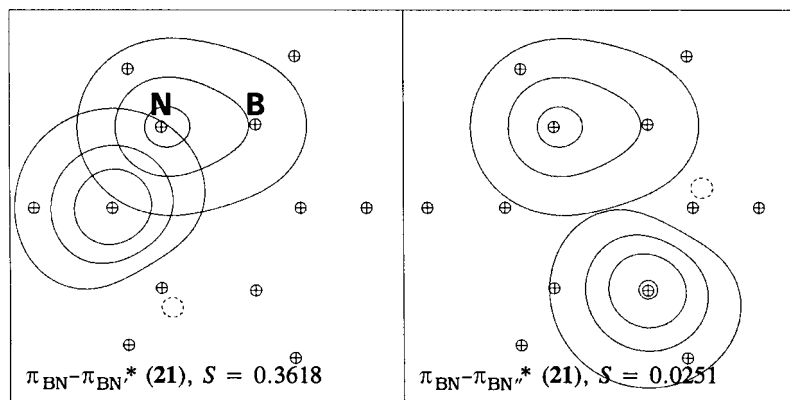 N B
π_BN–π_BN′* (21), S = 0.3618
π_BN–π_BN″* (21), S = 0.0251